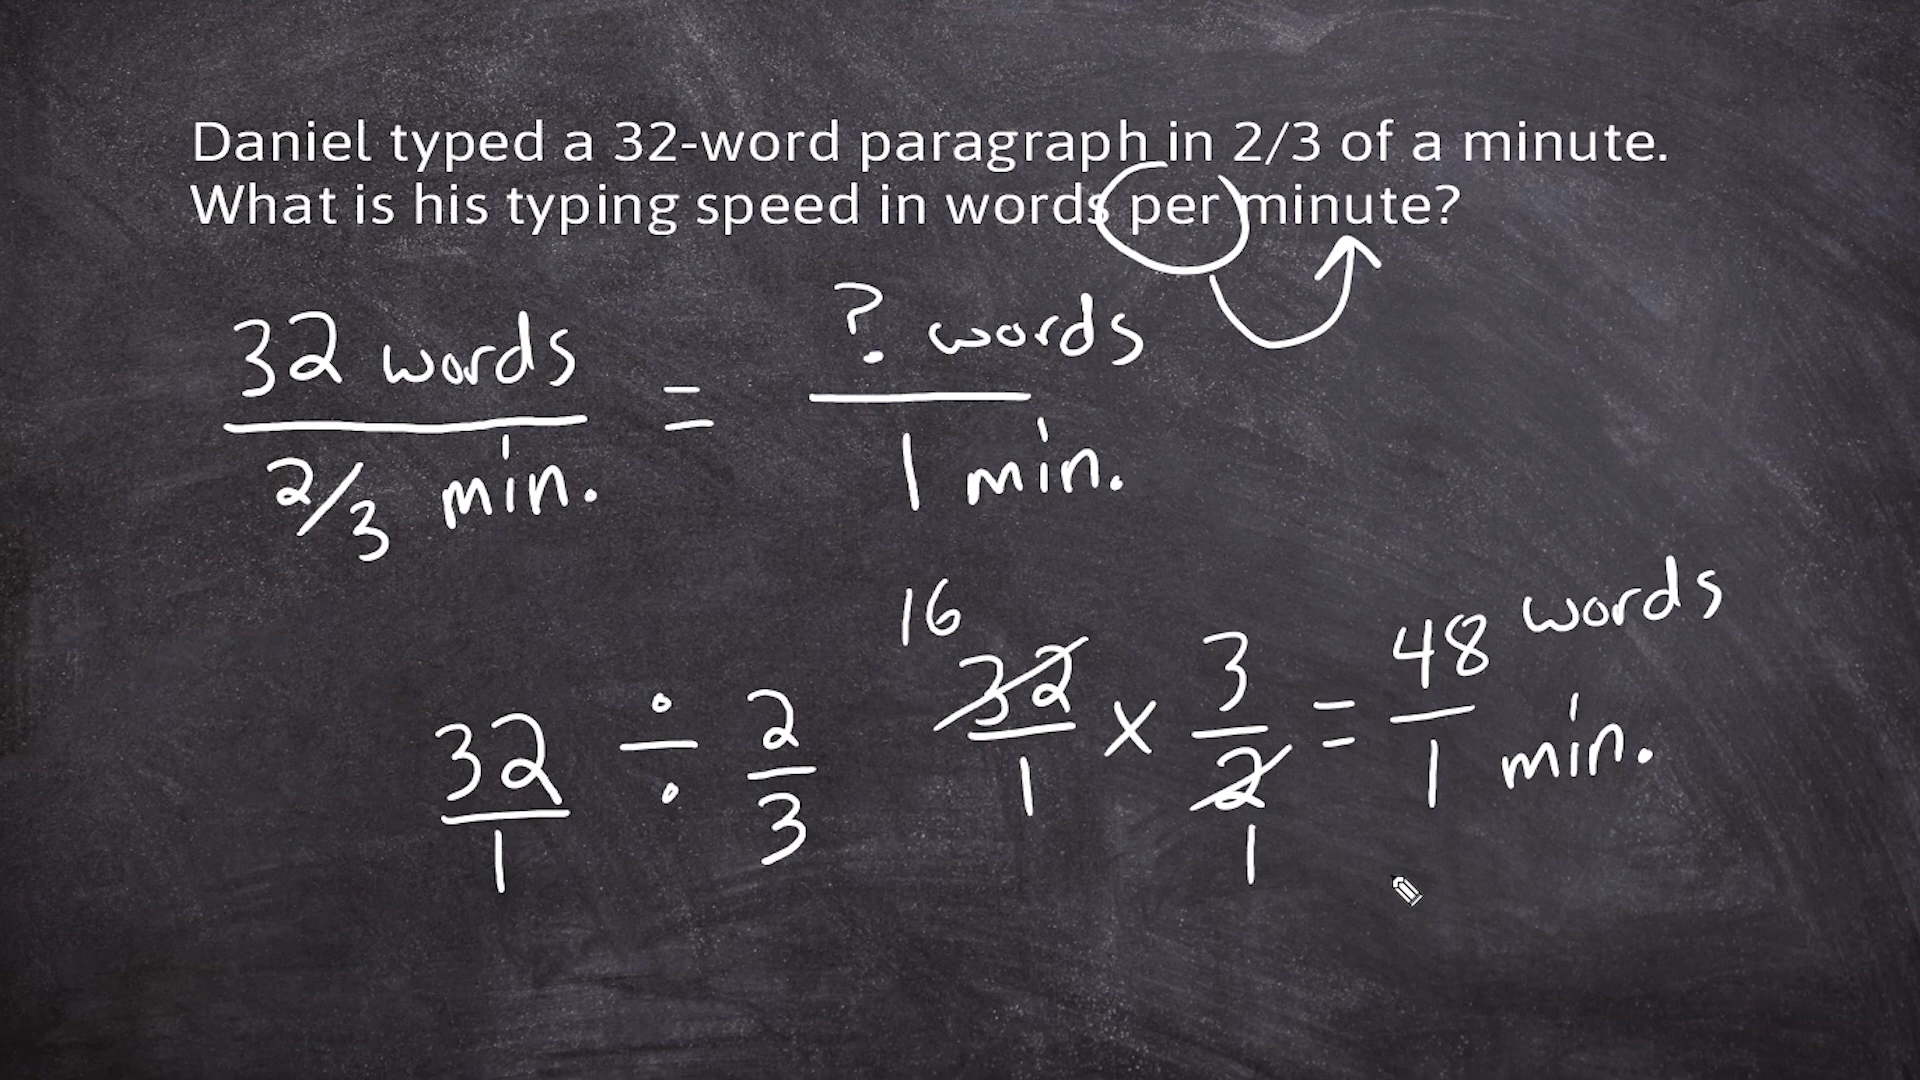 Daniel typed a 32-word paragraph in 2/3 of a minute.
What is his typing speed in words per minute?
32 words / 2/3 min. = ? words / 1 min.
32/1 ÷ 2/3
16 32/1 × 3/2 1 = 48 words / 1 min.